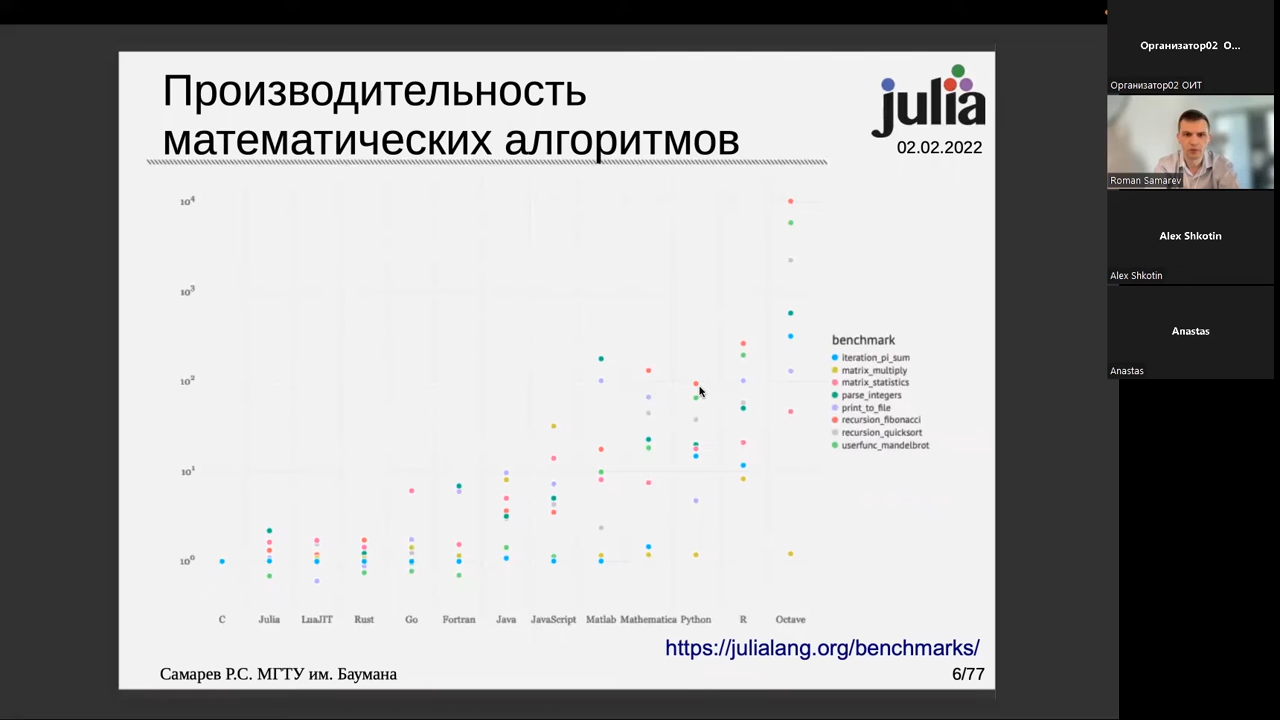 Производительность
математических алгоритмов
julia
02.02.2022
10⁴
10³
10²
10¹
10⁰
C Julia LuaJIT Rust Go Fortran Java JavaScript Matlab Mathematica Python R Octave
benchmark
iteration_pi_sum
matrix_multiply
matrix_statistics
parse_integers
print_to_file
recursion_fibonacci
recursion_quicksort
userfunc_mandelbrot
https://julialang.org/benchmarks/
Самарев Р.С. МГТУ им. Баумана
6/77
Организатор02 О...
Организатор02 ОИТ
Roman Samarev
Alex Shkotin
Alex Shkotin
Anastas
Anastas